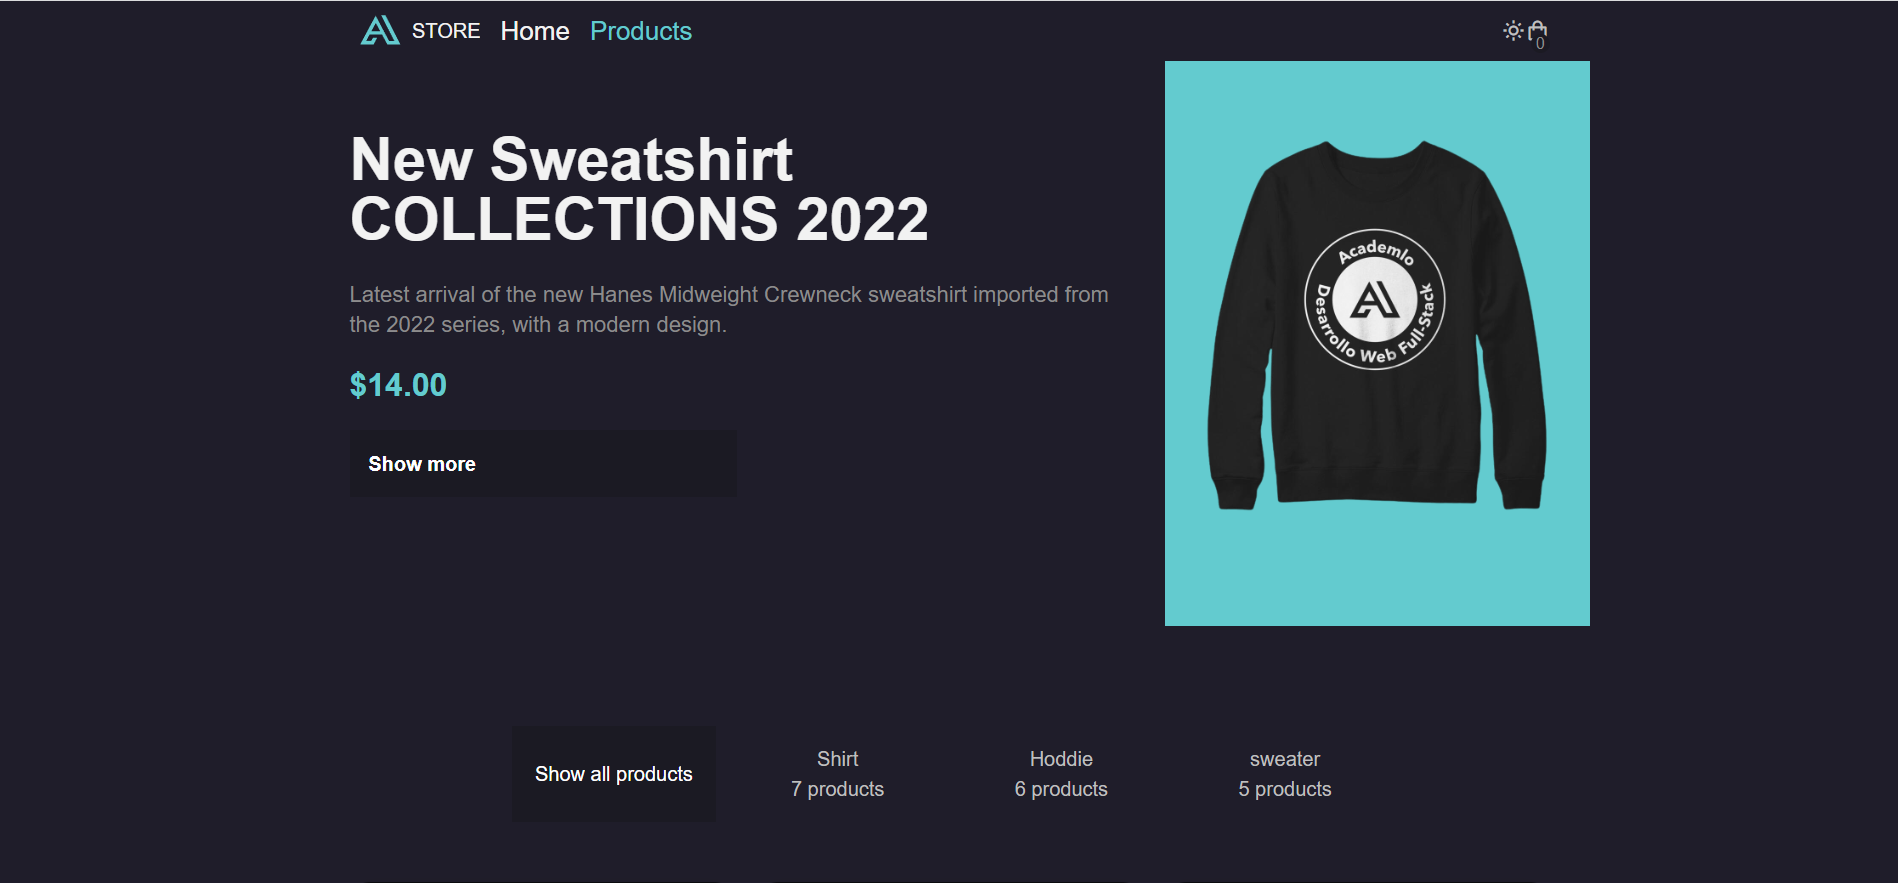 STORE Home Products
0
New Sweatshirt
COLLECTIONS 2022
Latest arrival of the new Hanes Midweight Crewneck sweatshirt imported from
the 2022 series, with a modern design.
$14.00
Show more
Academlo
Desarrollo Web Full-Stack
Show all products
Shirt
7 products
Hoddie
6 products
sweater
5 products